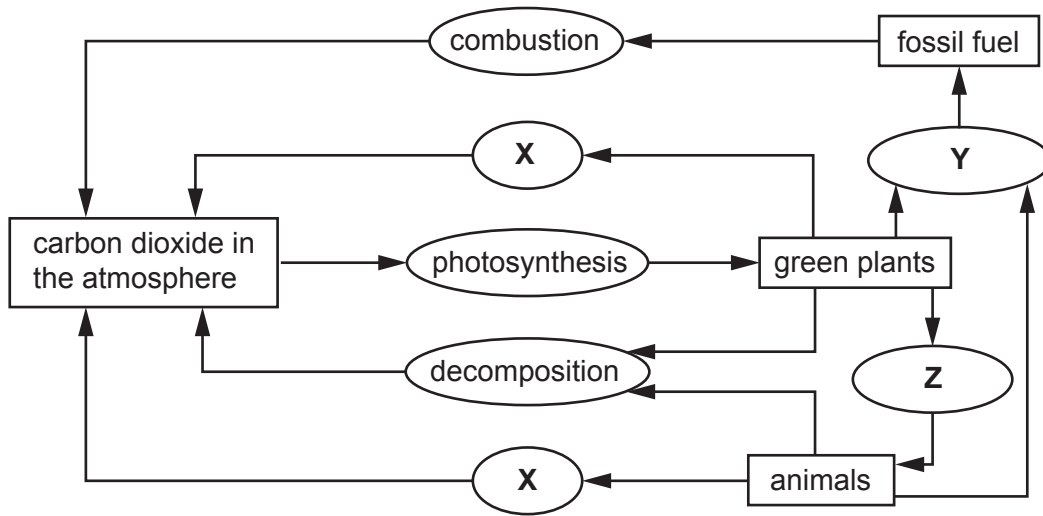 combustion
fossil fuel
X
Y
carbon dioxide in
the atmosphere
photosynthesis
green plants
decomposition
Z
X
animals